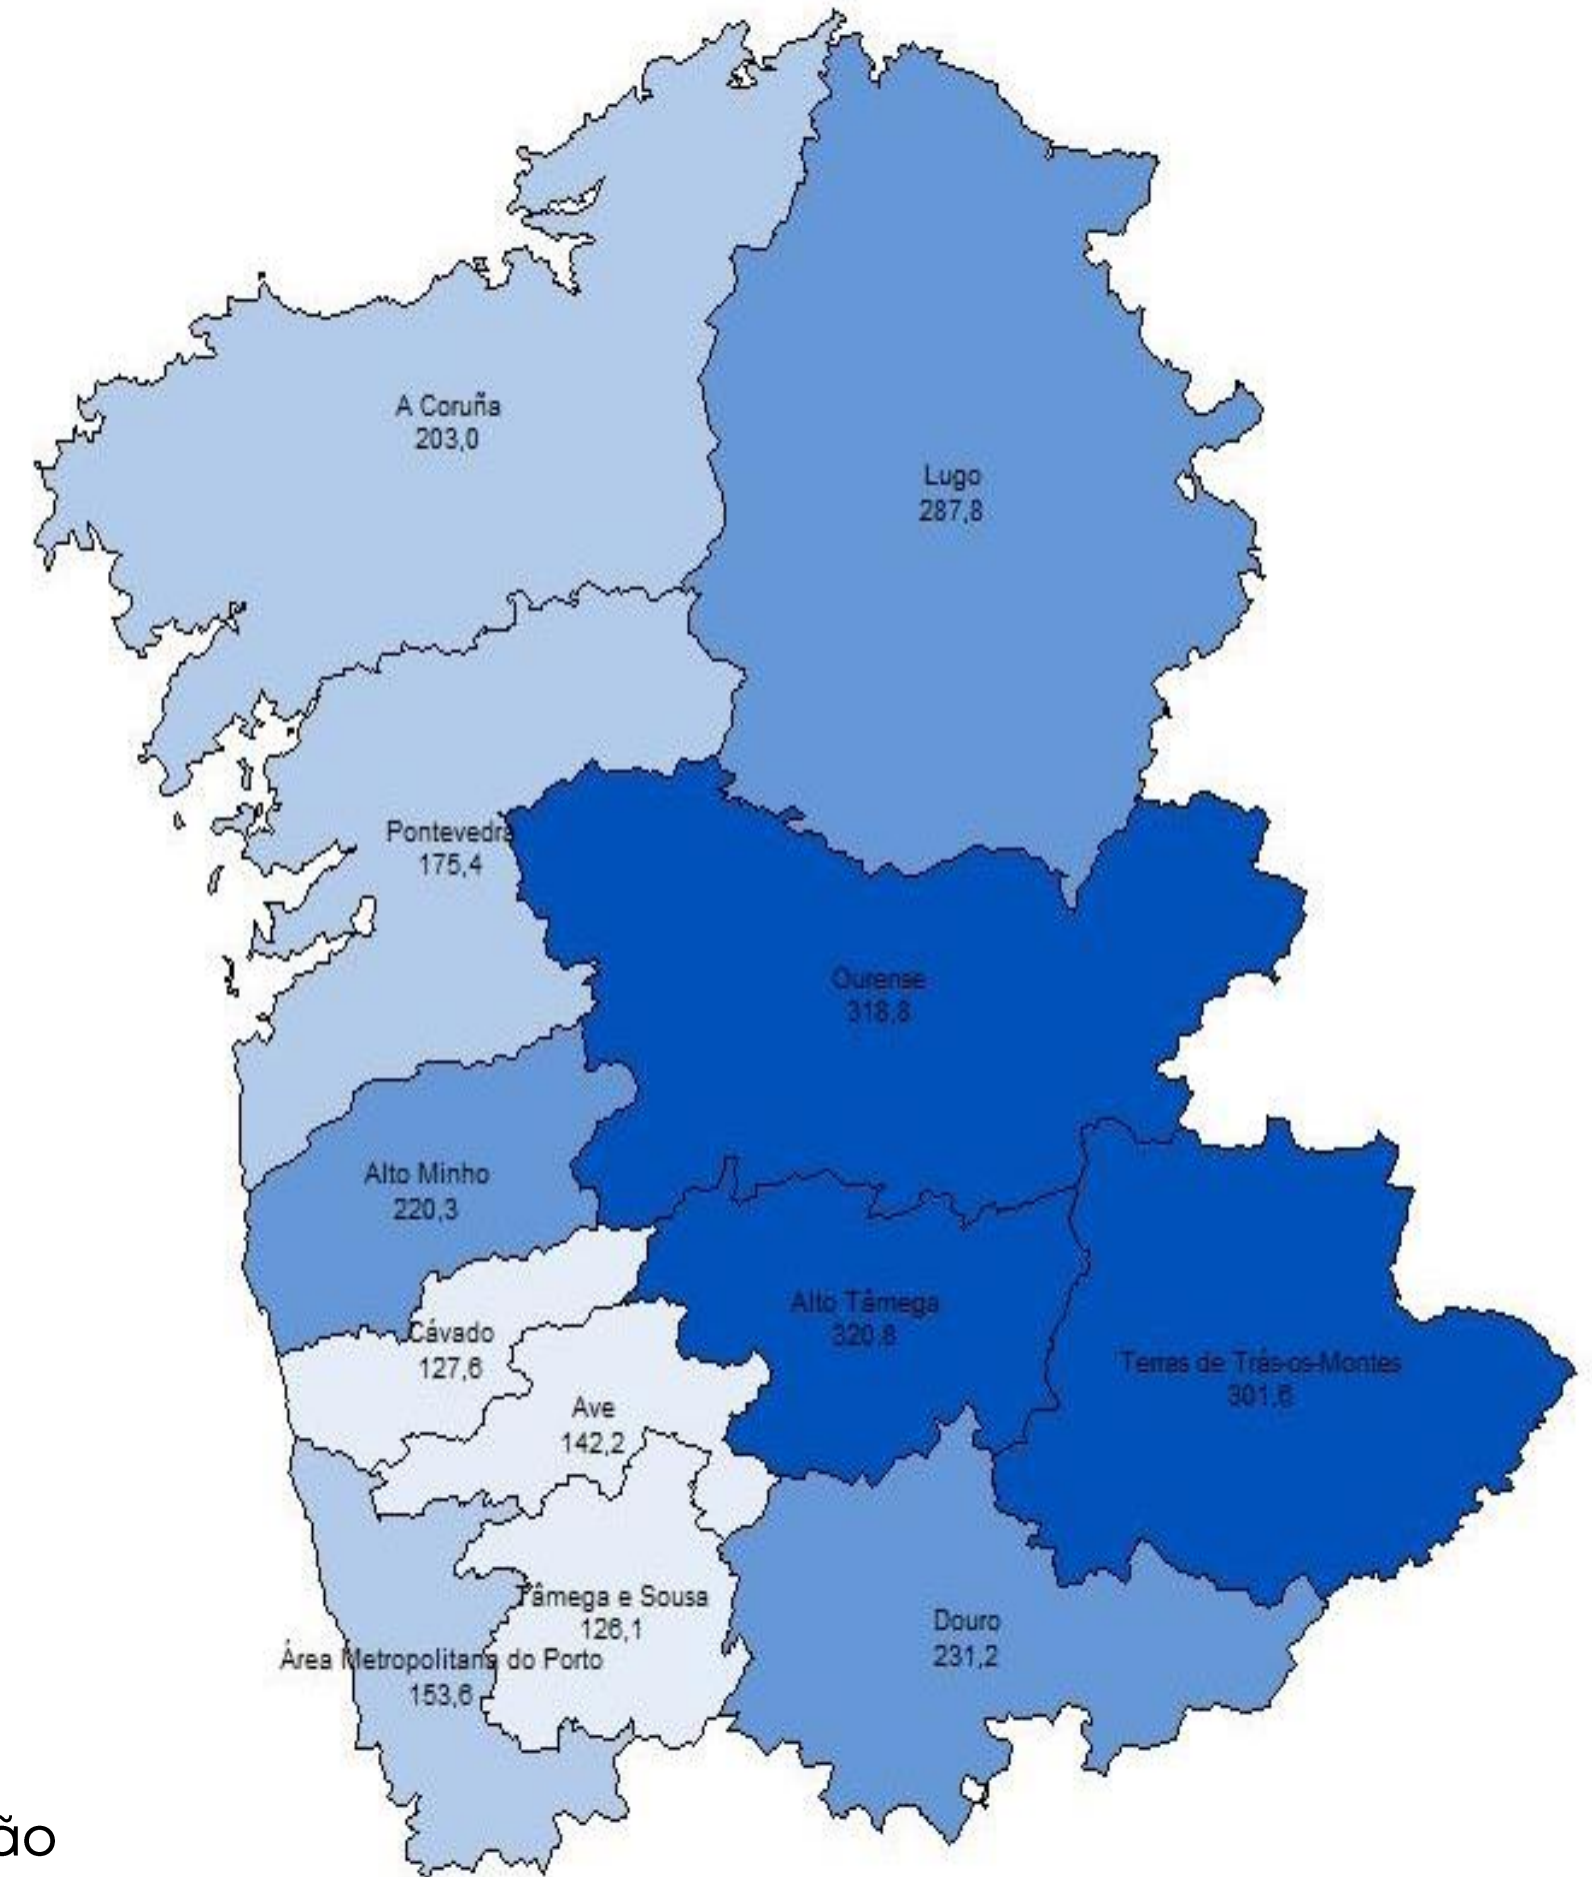 A Coruña
203,0
Lugo
287,8
Pontevedra
175,4
Ourense
318,8
Alto Minho
220,3
Alto Tâmega
320,8
Cávado
127,6
Terras de Trás-os-Montes
301,6
Ave
142,2
Tâmega e Sousa
126,1
Douro
231,2
Área Metropolitana do Porto
153,6
ão